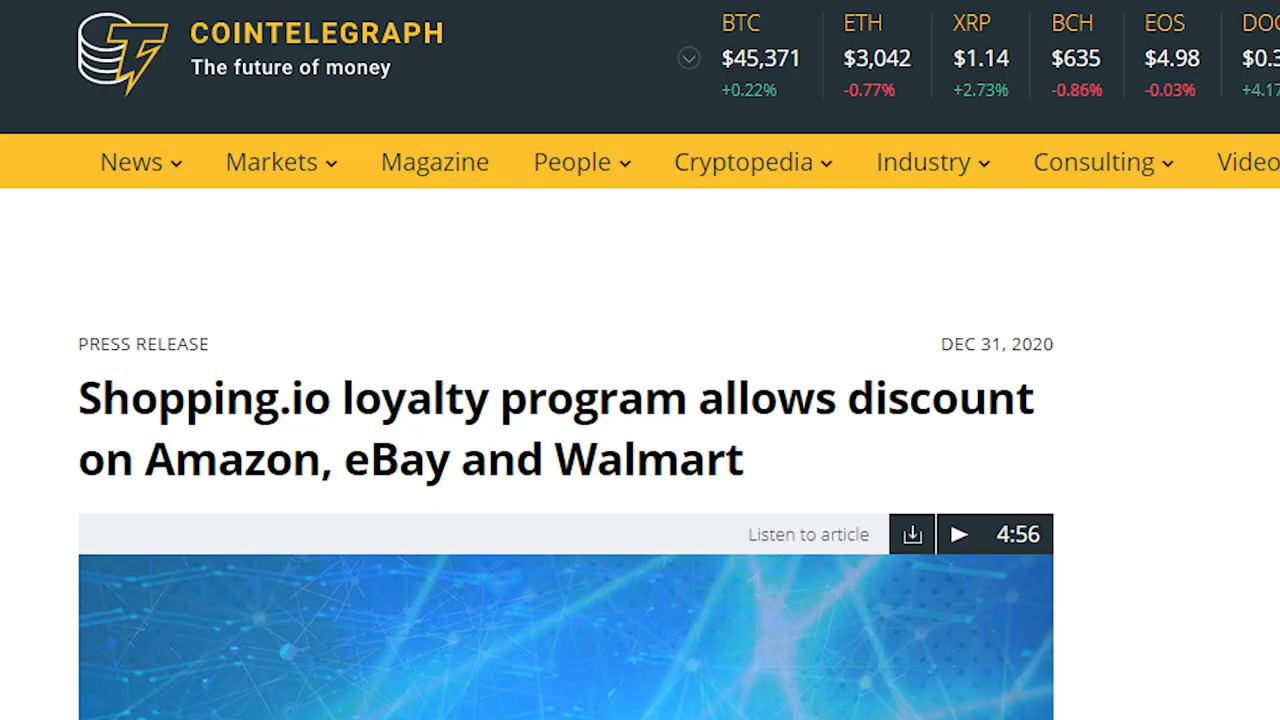 COINTELEGRAPH
The future of money
BTC ETH XRP BCH EOS
$45,371 $3,042 $1.14 $635 $4.98
+0.22% -0.77% +2.73% -0.86% -0.03%
News Markets Magazine People Cryptopedia Industry Consulting Video
PRESS RELEASE DEC 31, 2020
Shopping.io loyalty program allows discount
on Amazon, eBay and Walmart
Listen to article 4:56